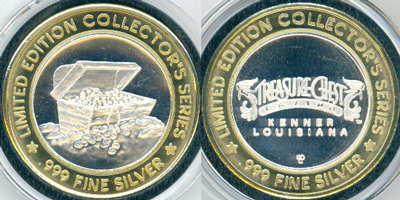 LIMITED EDITION COLLECTOR'S SERIES
.999 FINE SILVER
LIMITED EDITION COLLECTOR'S SERIES
TREASURE CHEST
CASINO
KENNER
LOUISIANA
.999 FINE SILVER